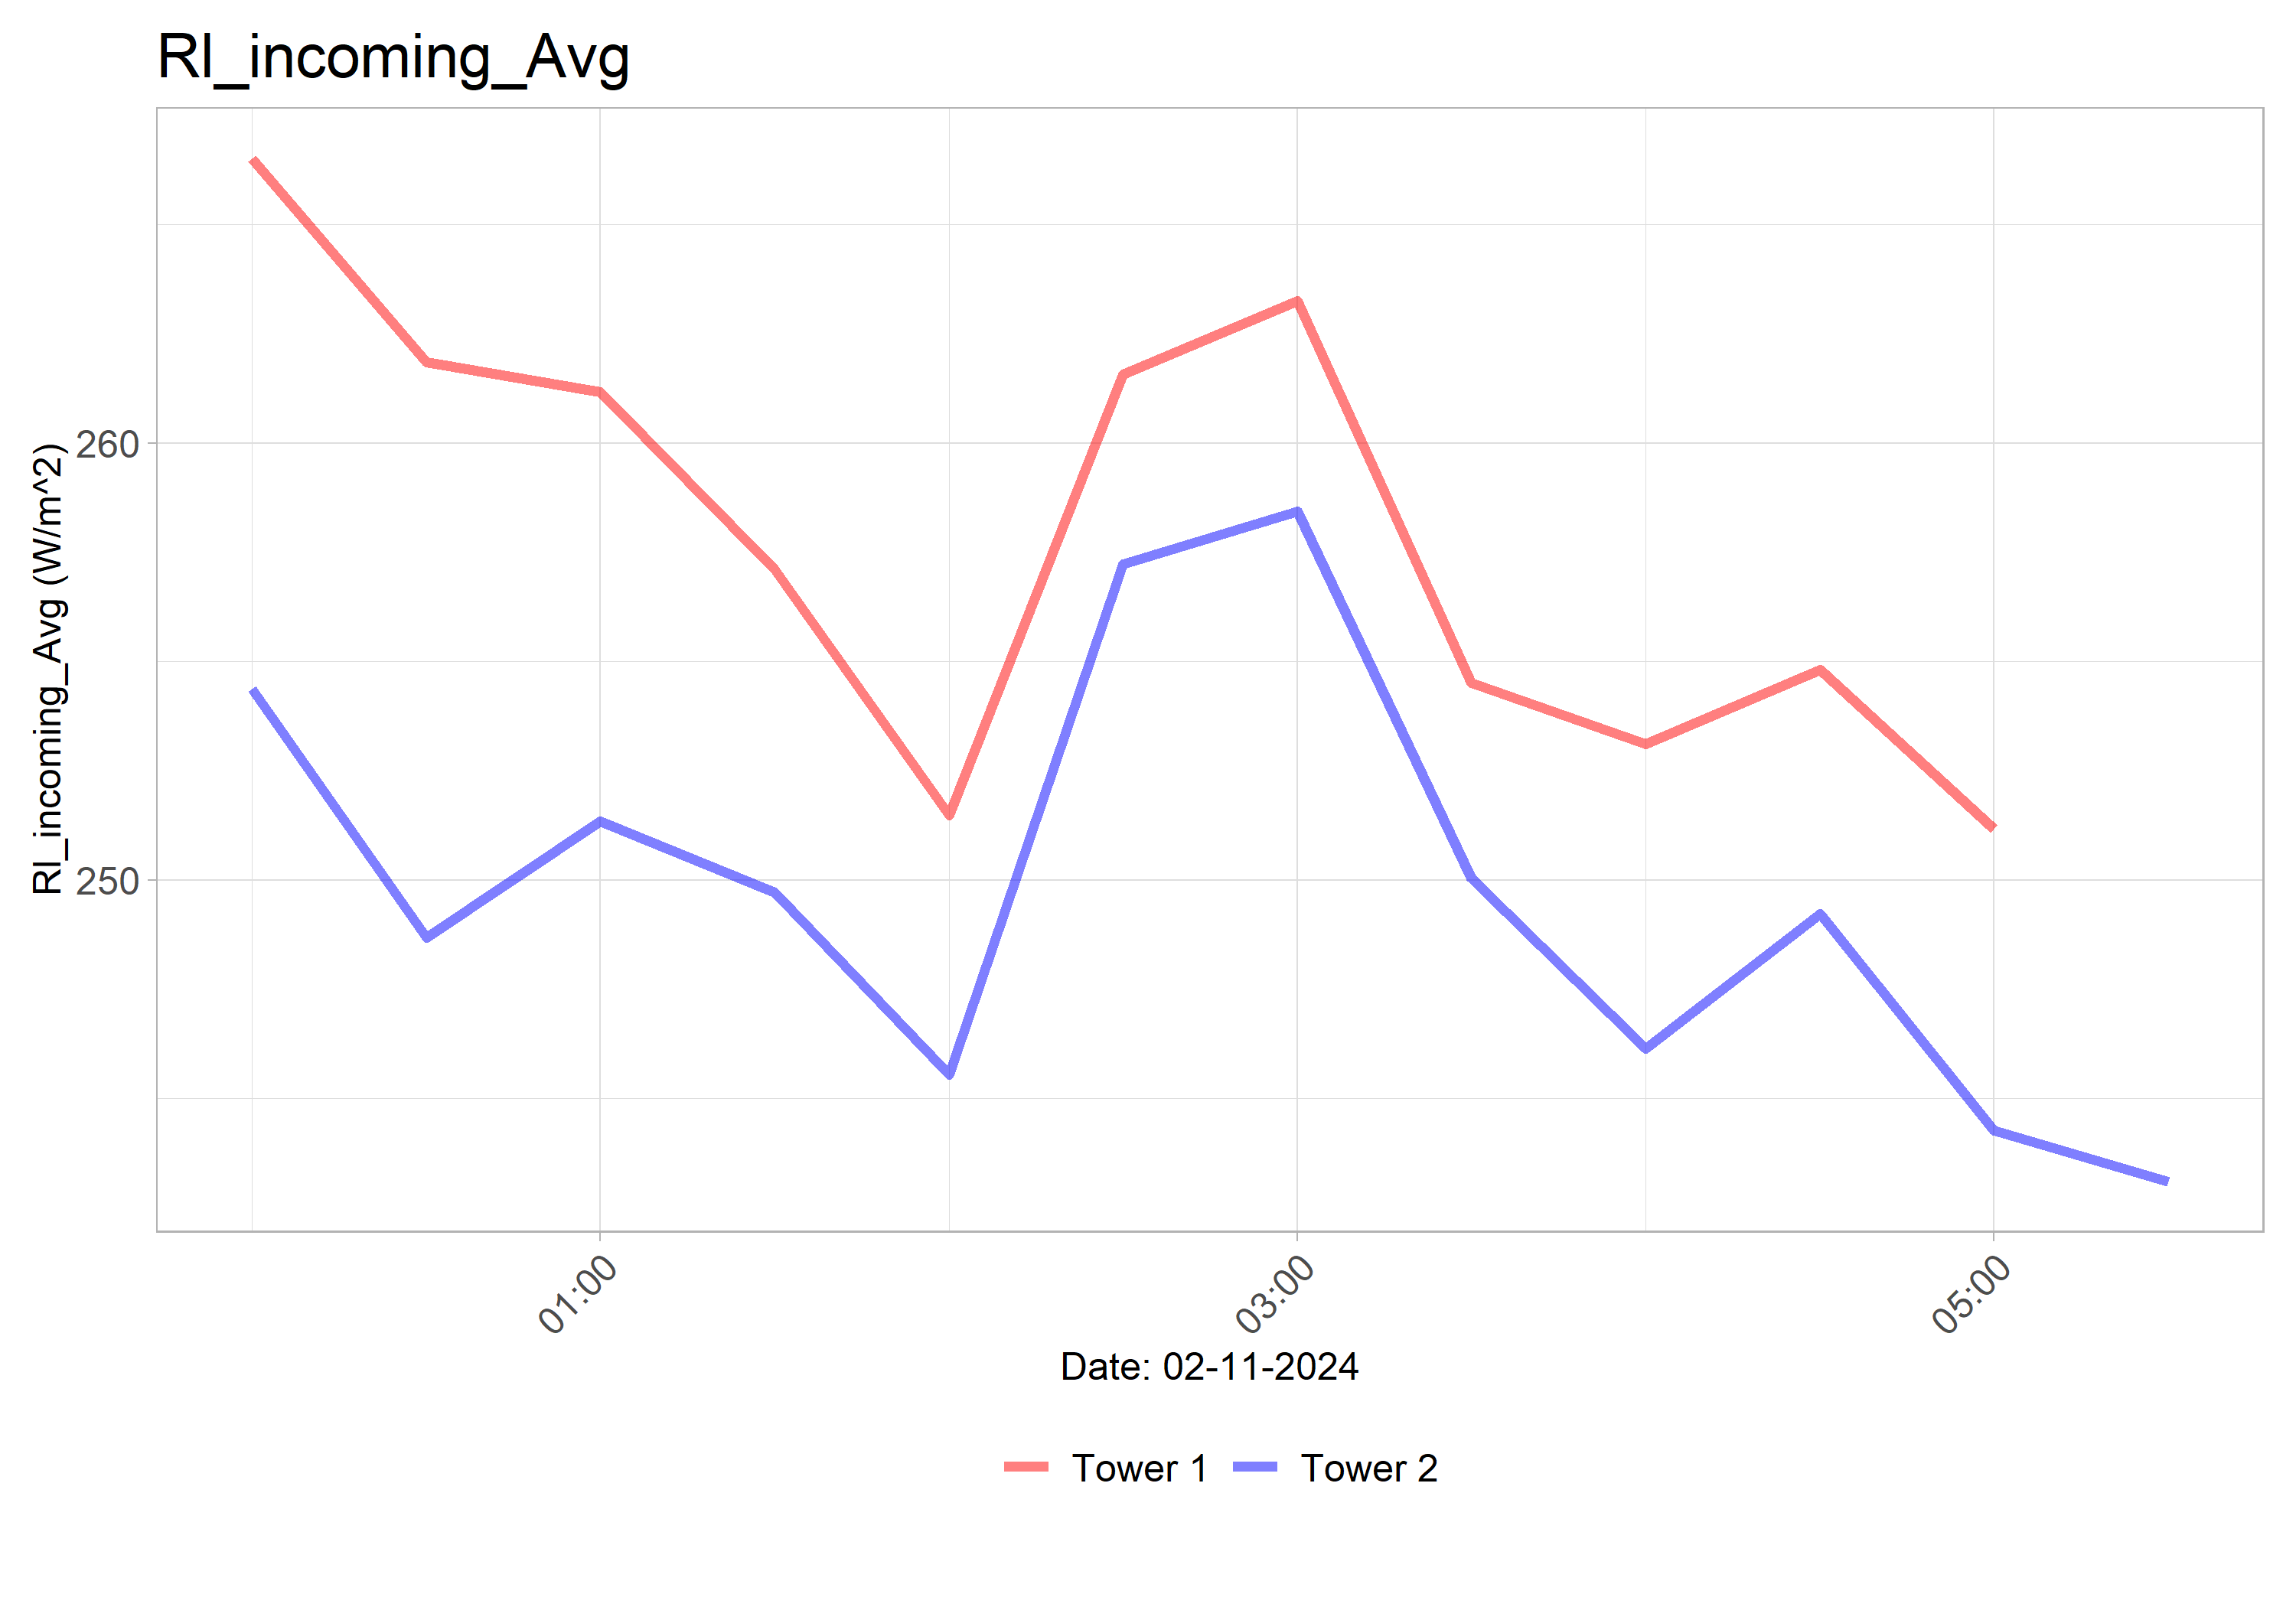 Rl_incoming_Avg
Rl_incoming_Avg (W/m^2)
260
250
01:00
03:00
05:00
Date: 02-11-2024
Tower 1
Tower 2